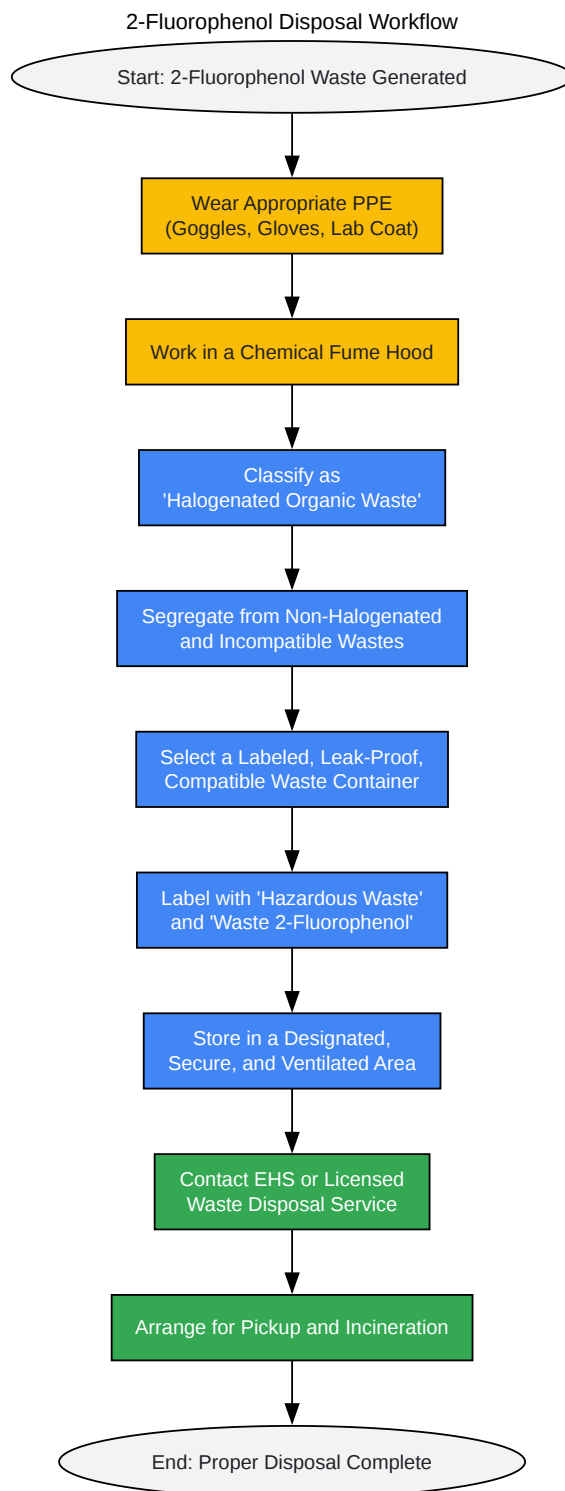 2-Fluorophenol Disposal Workflow
Start: 2-Fluorophenol Waste Generated
Wear Appropriate PPE
(Goggles, Gloves, Lab Coat)
Work in a Chemical Fume Hood
Classify as
'Halogenated Organic Waste'
Segregate from Non-Halogenated
and Incompatible Wastes
Select a Labeled, Leak-Proof,
Compatible Waste Container
Label with 'Hazardous Waste'
and 'Waste 2-Fluorophenol'
Store in a Designated,
Secure, and Ventilated Area
Contact EHS or Licensed
Waste Disposal Service
Arrange for Pickup and Incineration
End: Proper Disposal Complete